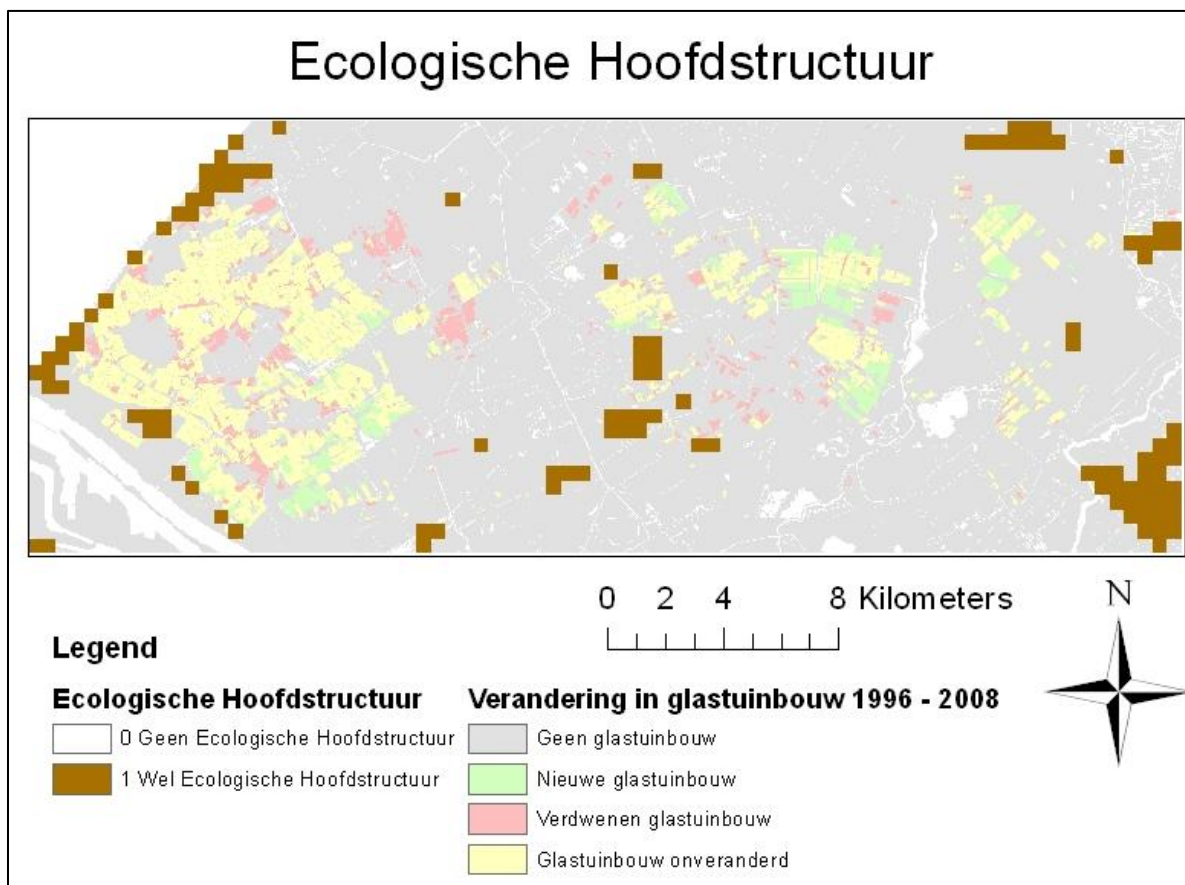 Ecologische Hoofdstructuur
0 2 4 8 Kilometers
N
Legend
Ecologische Hoofdstructuur
0 Geen Ecologische Hoofdstructuur
1 Wel Ecologische Hoofdstructuur
Verandering in glastuinbouw 1996 - 2008
Geen glastuinbouw
Nieuwe glastuinbouw
Verdwenen glastuinbouw
Glastuinbouw onveranderd